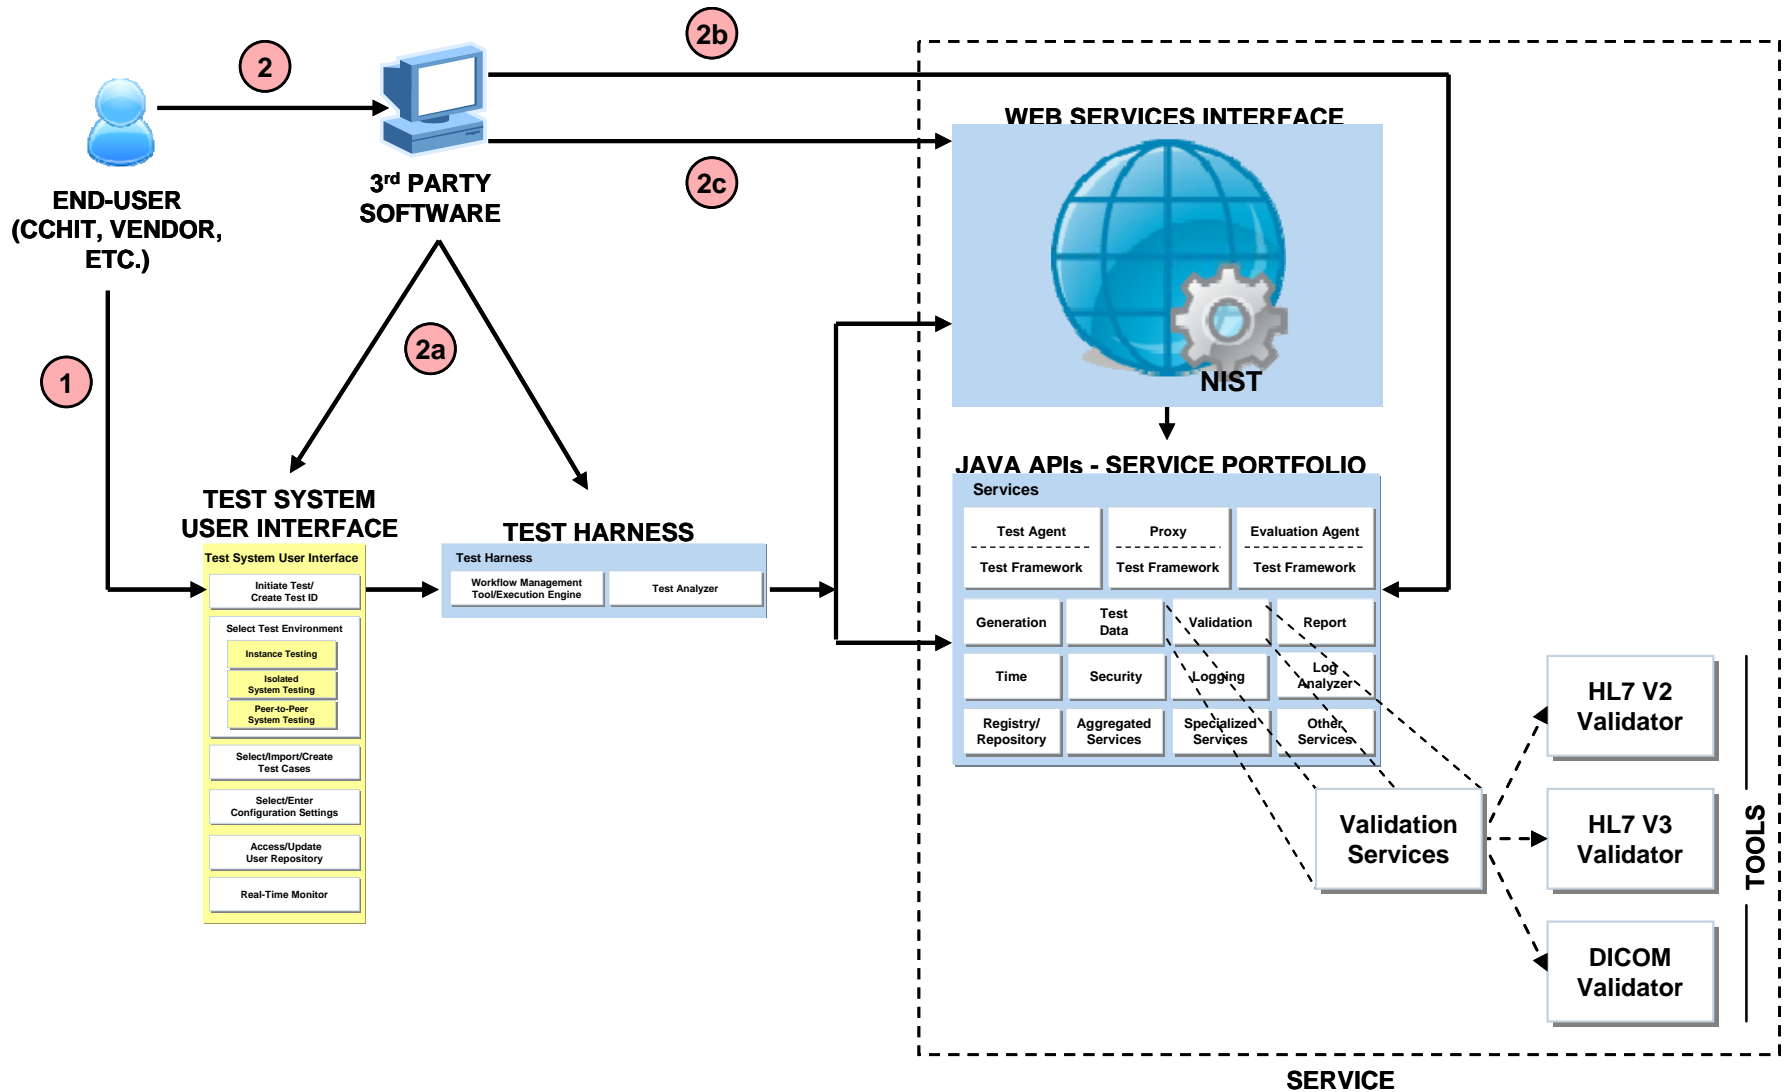 2
2b
2c
END-USER
(CCHIT, VENDOR,
ETC.)
3rd PARTY
SOFTWARE
1
2a
WEB SERVICES INTERFACE
NIST
JAVA APIs - SERVICE PORTFOLIO
Services
Test Agent
Test Framework
Proxy
Test Framework
Evaluation Agent
Test Framework
Generation
Test
Data
Validation
Report
Time
Security
Logging
Log
Analyzer
Registry/
Repository
Aggregated
Services
Specialized
Services
Other
Services
TEST SYSTEM
USER INTERFACE
Test System User Interface
Initiate Test/
Create Test ID
Select Test Environment
Instance Testing
Isolated
System Testing
Peer-to-Peer
System Testing
Select/Import/Create
Test Cases
Select/Enter
Configuration Settings
Access/Update
User Repository
Real-Time Monitor
TEST HARNESS
Test Harness
Workflow Management
Tool/Execution Engine
Test Analyzer
Validation
Services
HL7 V2
Validator
HL7 V3
Validator
DICOM
Validator
TOOLS
SERVICE